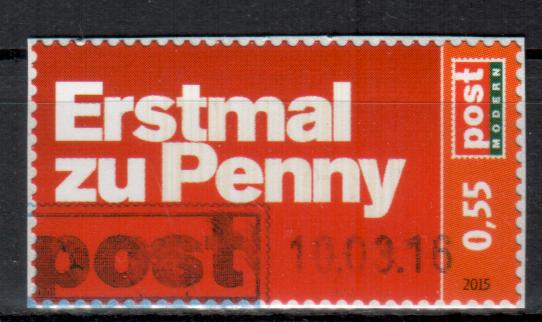 Erstmal
zu Penny
post
MODERN
0,55
2015
post
10.03.16